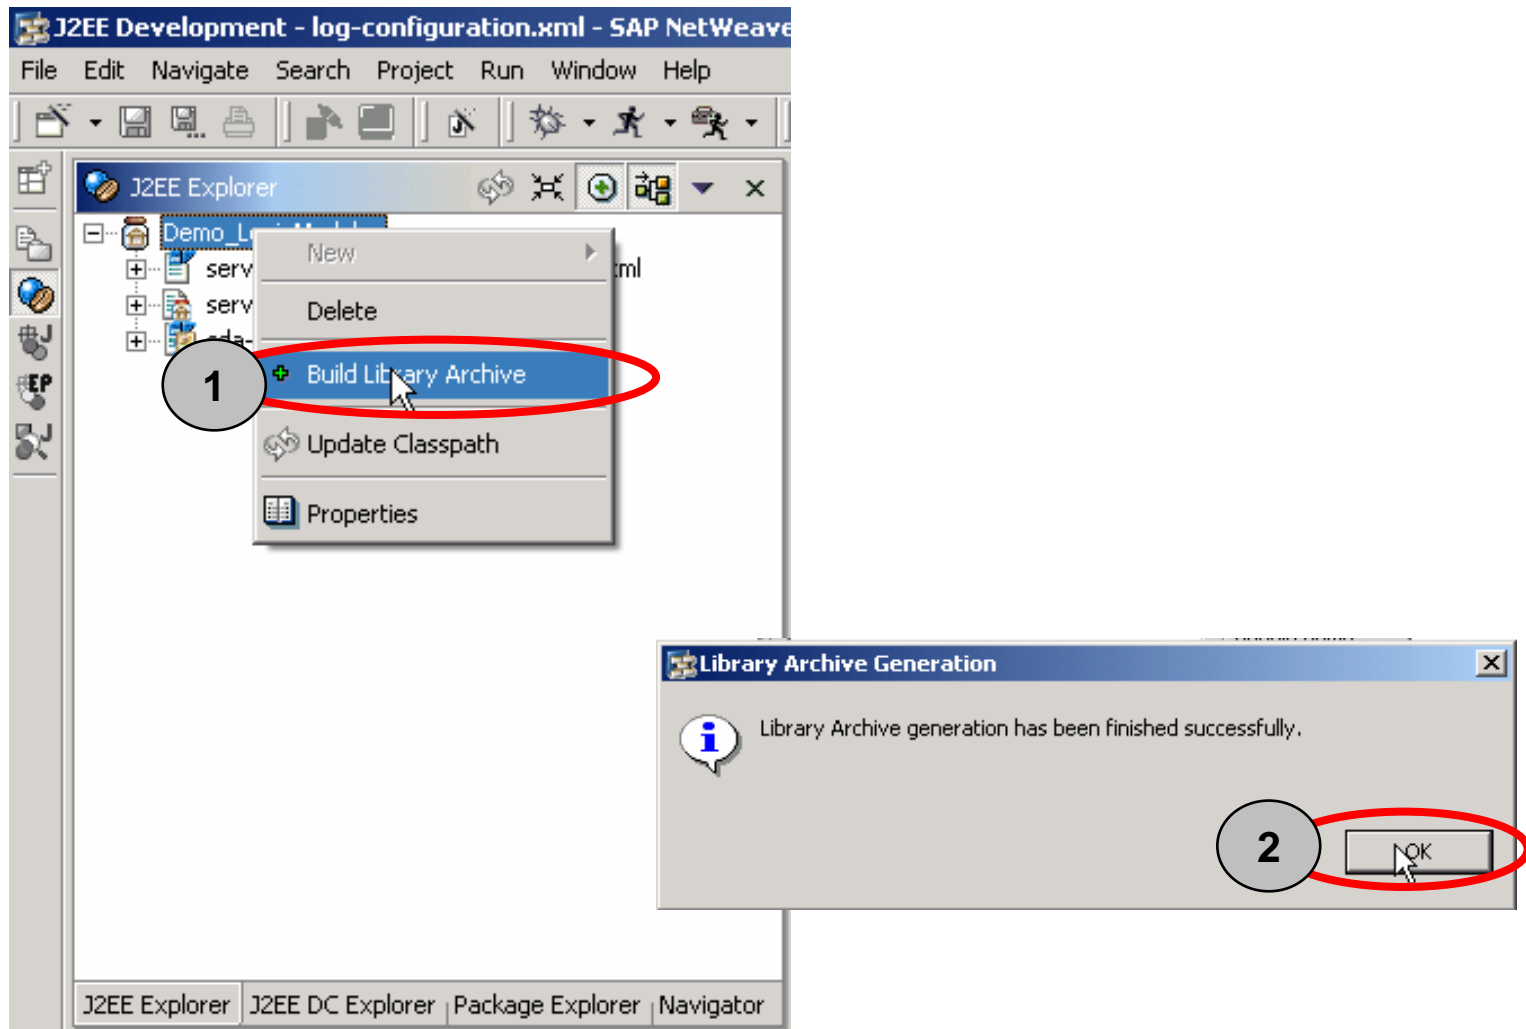 J2EE Development - log-configuration.xml - SAP NetWeave
File Edit Navigate Search Project Run Window Help
J2EE Explorer
New
serv
Delete
serv
1
Build Library Archive
Update Classpath
Properties
Library Archive Generation
Library Archive generation has been finished successfully.
2
OK
J2EE Explorer J2EE DC Explorer Package Explorer Navigator